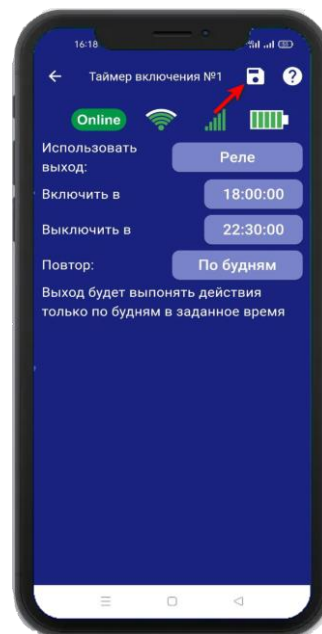 16:18
Таймер включения №1
?
Online
Использовать
выход:
Реле
Включить в
18:00:00
Выключить в
22:30:00
Повтор:
По будням
Выход будет выпонять действия
только по будням в заданное время